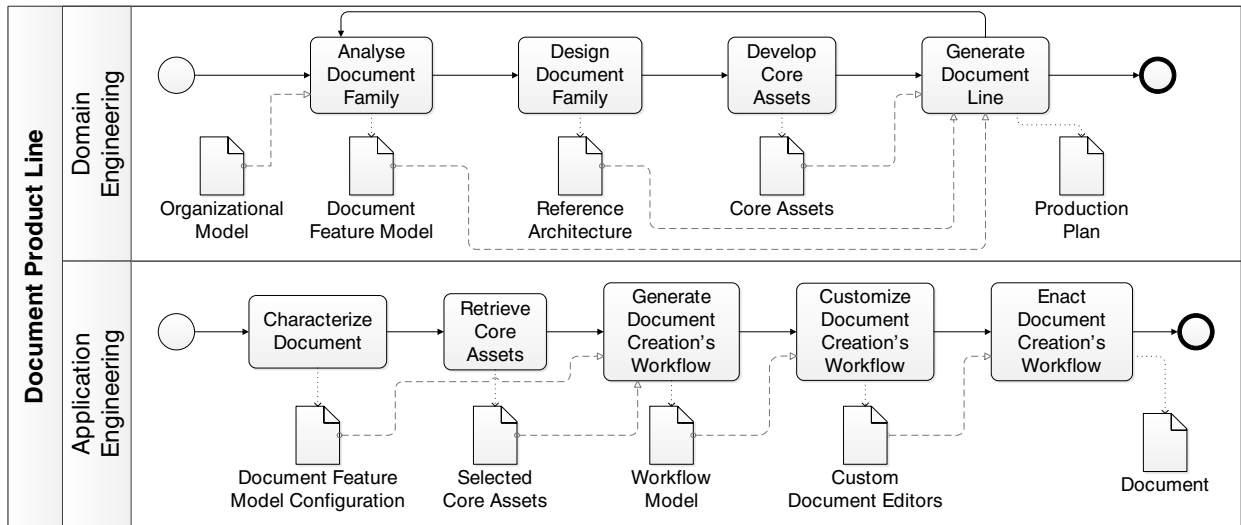 Document Product Line
Domain
Engineering
Analyse
Document
Family
Design
Document
Family
Develop
Core
Assets
Generate
Document
Line
Organizational
Model
Document
Feature Model
Reference
Architecture
Core Assets
Production
Plan
Application
Engineering
Characterize
Document
Retrieve
Core
Assets
Generate
Document
Creation’s
Workflow
Customize
Document
Creation’s
Workflow
Enact
Document
Creation’s
Workflow
Document Feature
Model Configuration
Selected
Core Assets
Workflow
Model
Custom
Document Editors
Document